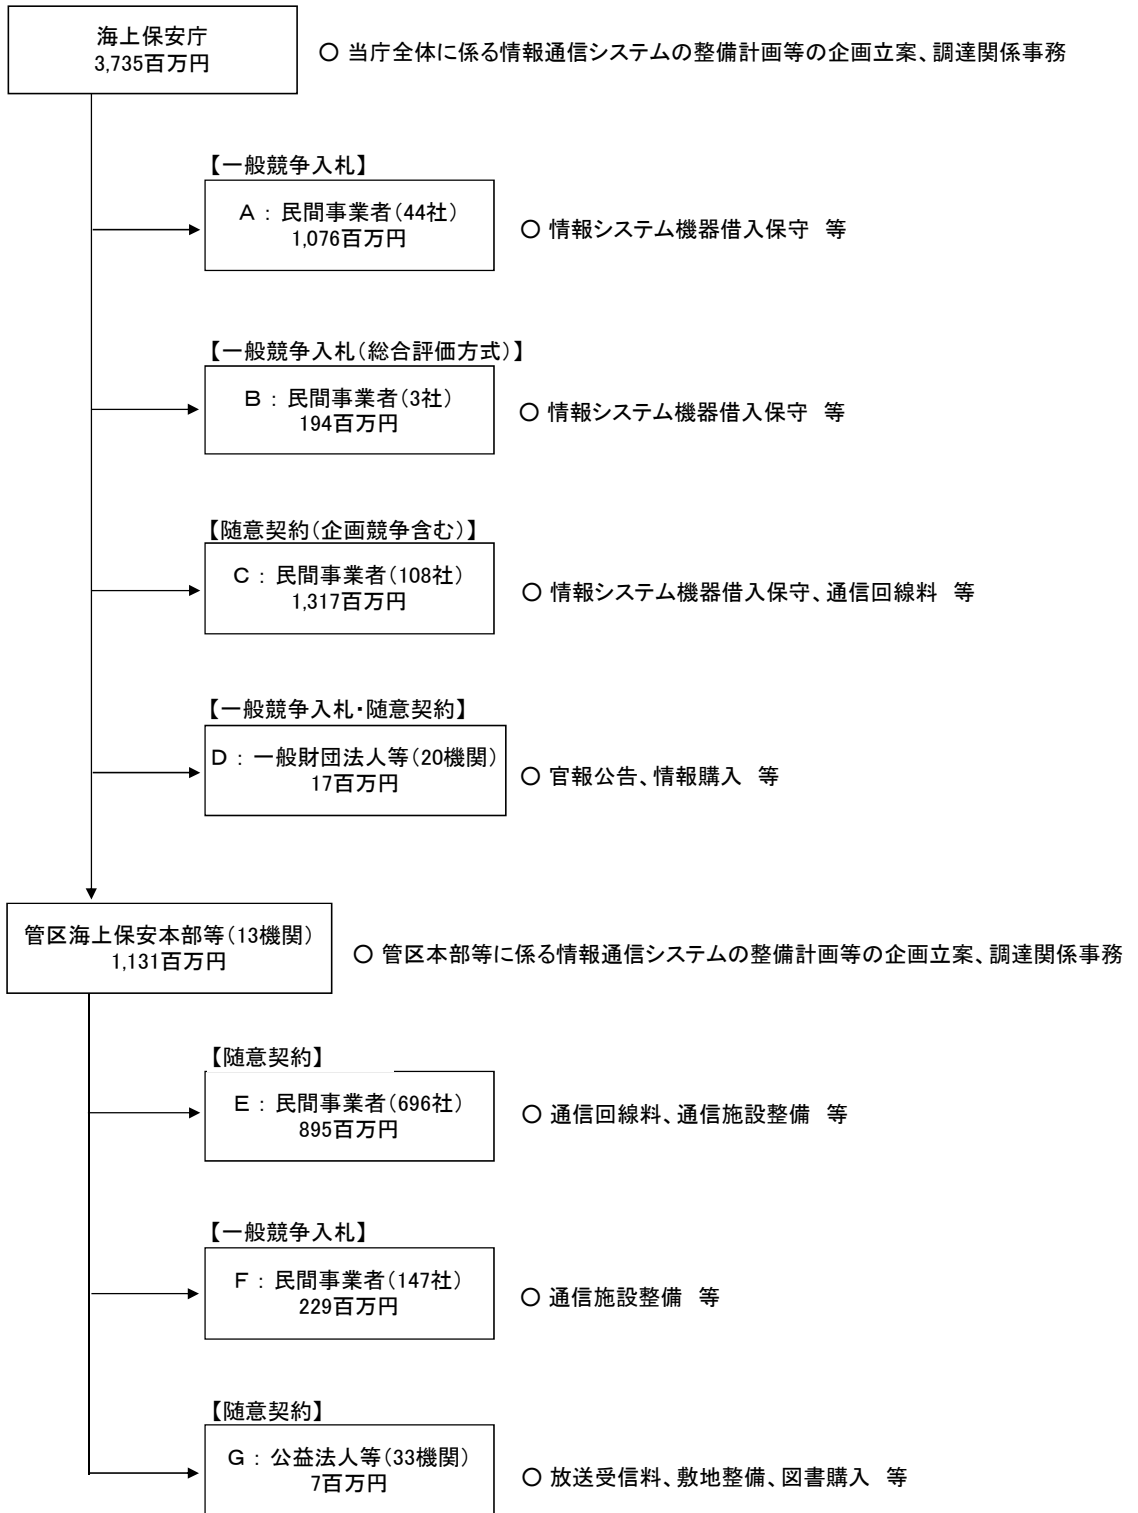 海上保安庁
3,735百万円
○ 当庁全体に係る情報通信システムの整備計画等の企画立案、調達関係事務
【一般競争入札】
A : 民間事業者(44社)
1,076百万円
○ 情報システム機器借入保守 等
【一般競争入札(総合評価方式)】
B : 民間事業者(3社)
194百万円
○ 情報システム機器借入保守 等
【随意契約(企画競争含む)】
C : 民間事業者(108社)
1,317百万円
○ 情報システム機器借入保守、通信回線料 等
【一般競争入札・随意契約】
D : 一般財団法人等(20機関)
17百万円
○ 官報公告、情報購入 等
管区海上保安本部等(13機関)
1,131百万円
○ 管区本部等に係る情報通信システムの整備計画等の企画立案、調達関係事務
【随意契約】
E : 民間事業者(696社)
895百万円
○ 通信回線料、通信施設整備 等
【一般競争入札】
F : 民間事業者(147社)
229百万円
○ 通信施設整備 等
【随意契約】
G : 公益法人等(33機関)
7百万円
○ 放送受信料、敷地整備、図書購入 等